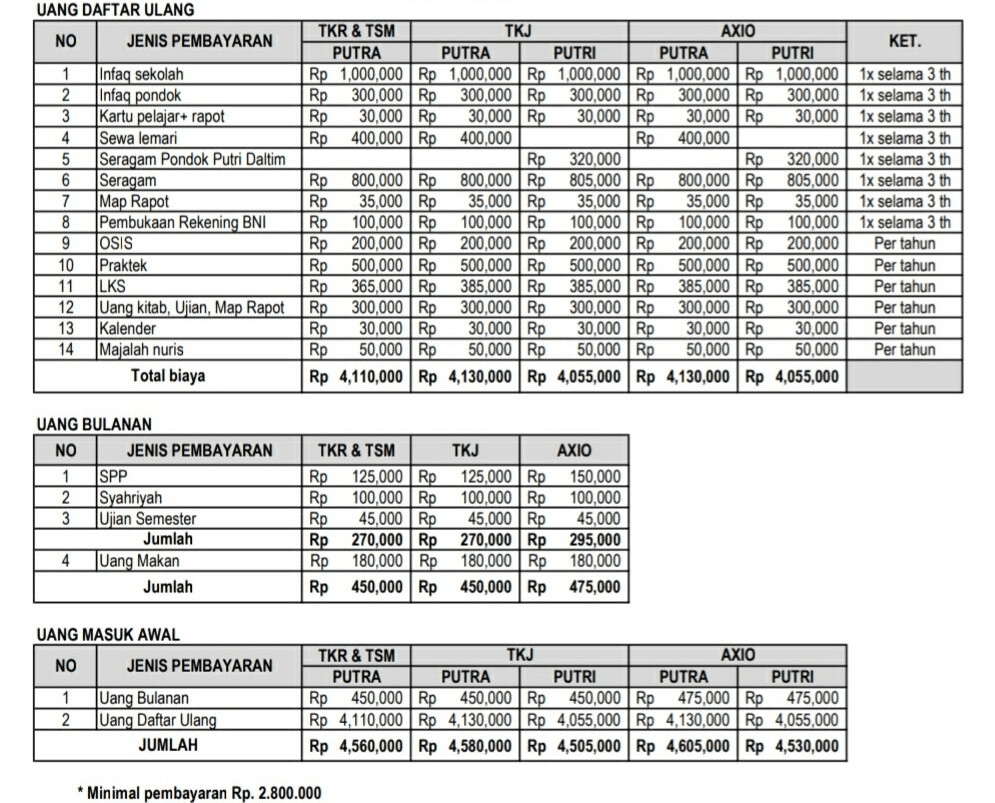 UANG DAFTAR ULANG
NO JENIS PEMBAYARAN TKR & TSM TKJ AXIO KET.
PUTRA PUTRA PUTRI PUTRA PUTRI
1 Infaq sekolah Rp 1,000,000 Rp 1,000,000 Rp 1,000,000 Rp 1,000,000 Rp 1,000,000 1x selama 3 th
2 Infaq pondok Rp 300,000 Rp 300,000 Rp 300,000 Rp 300,000 Rp 300,000 1x selama 3 th
3 Kartu pelajar+ rapot Rp 30,000 Rp 30,000 Rp 30,000 Rp 30,000 Rp 30,000 1x selama 3 th
4 Sewa lemari Rp 400,000 Rp 400,000 Rp 400,000 1x selama 3 th
5 Seragam Pondok Putri Daltim Rp 320,000 Rp 320,000 1x selama 3 th
6 Seragam Rp 800,000 Rp 800,000 Rp 805,000 Rp 800,000 Rp 805,000 1x selama 3 th
7 Map Rapot Rp 35,000 Rp 35,000 Rp 35,000 Rp 35,000 Rp 35,000 1x selama 3 th
8 Pembukaan Rekening BNI Rp 100,000 Rp 100,000 Rp 100,000 Rp 100,000 Rp 100,000 1x selama 3 th
9 OSIS Rp 200,000 Rp 200,000 Rp 200,000 Rp 200,000 Rp 200,000 Per tahun
10 Praktek Rp 500,000 Rp 500,000 Rp 500,000 Rp 500,000 Rp 500,000 Per tahun
11 LKS Rp 365,000 Rp 385,000 Rp 385,000 Rp 385,000 Rp 385,000 Per tahun
12 Uang kitab, Ujian, Map Rapot Rp 300,000 Rp 300,000 Rp 300,000 Rp 300,000 Rp 300,000 Per tahun
13 Kalender Rp 30,000 Rp 30,000 Rp 30,000 Rp 30,000 Rp 30,000 Per tahun
14 Majalah nuris Rp 50,000 Rp 50,000 Rp 50,000 Rp 50,000 Rp 50,000 Per tahun
Total biaya Rp 4,110,000 Rp 4,130,000 Rp 4,055,000 Rp 4,130,000 Rp 4,055,000
UANG BULANAN
NO JENIS PEMBAYARAN TKR & TSM TKJ AXIO
1 SPP Rp 125,000 Rp 125,000 Rp 150,000
2 Syahriyah Rp 100,000 Rp 100,000 Rp 100,000
3 Ujian Semester Rp 45,000 Rp 45,000 Rp 45,000
Jumlah Rp 270,000 Rp 270,000 Rp 295,000
4 Uang Makan Rp 180,000 Rp 180,000 Rp 180,000
Jumlah Rp 450,000 Rp 450,000 Rp 475,000
UANG MASUK AWAL
NO JENIS PEMBAYARAN TKR & TSM TKJ AXIO
PUTRA PUTRA PUTRI PUTRA PUTRI
1 Uang Bulanan Rp 450,000 Rp 450,000 Rp 450,000 Rp 475,000 Rp 475,000
2 Uang Daftar Ulang Rp 4,110,000 Rp 4,130,000 Rp 4,055,000 Rp 4,130,000 Rp 4,055,000
JUMLAH Rp 4,560,000 Rp 4,580,000 Rp 4,505,000 Rp 4,605,000 Rp 4,530,000
* Minimal pembayaran Rp. 2.800.000